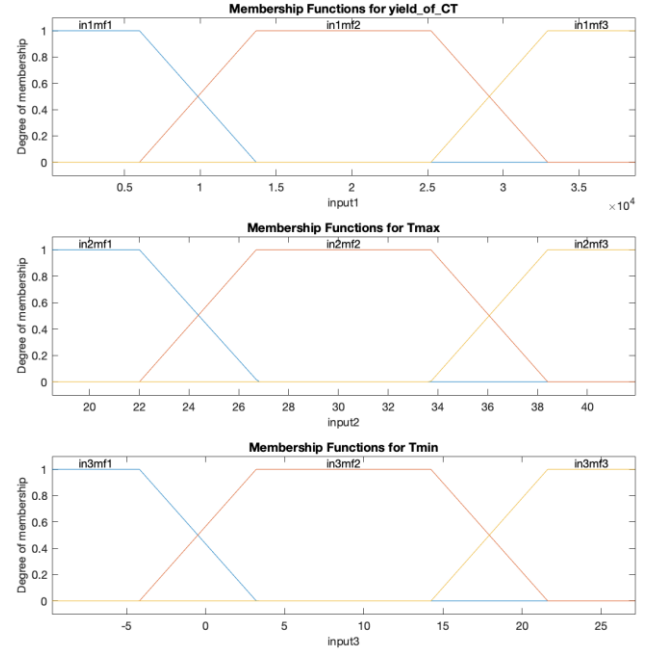 Membership Functions for yield_of_CT
in1mf1 in1mf2 in1mf3
Degree of membership
1
0.8
0.6
0.4
0.2
0
0.5 1 1.5 2 2.5 3 3.5
×10⁴
input1
Membership Functions for Tmax
in2mf1 in2mf2 in2mf3
Degree of membership
1
0.8
0.6
0.4
0.2
0
20 22 24 26 28 30 32 34 36 38 40
input2
Membership Functions for Tmin
in3mf1 in3mf2 in3mf3
Degree of membership
1
0.8
0.6
0.4
0.2
0
-5 0 5 10 15 20 25
input3